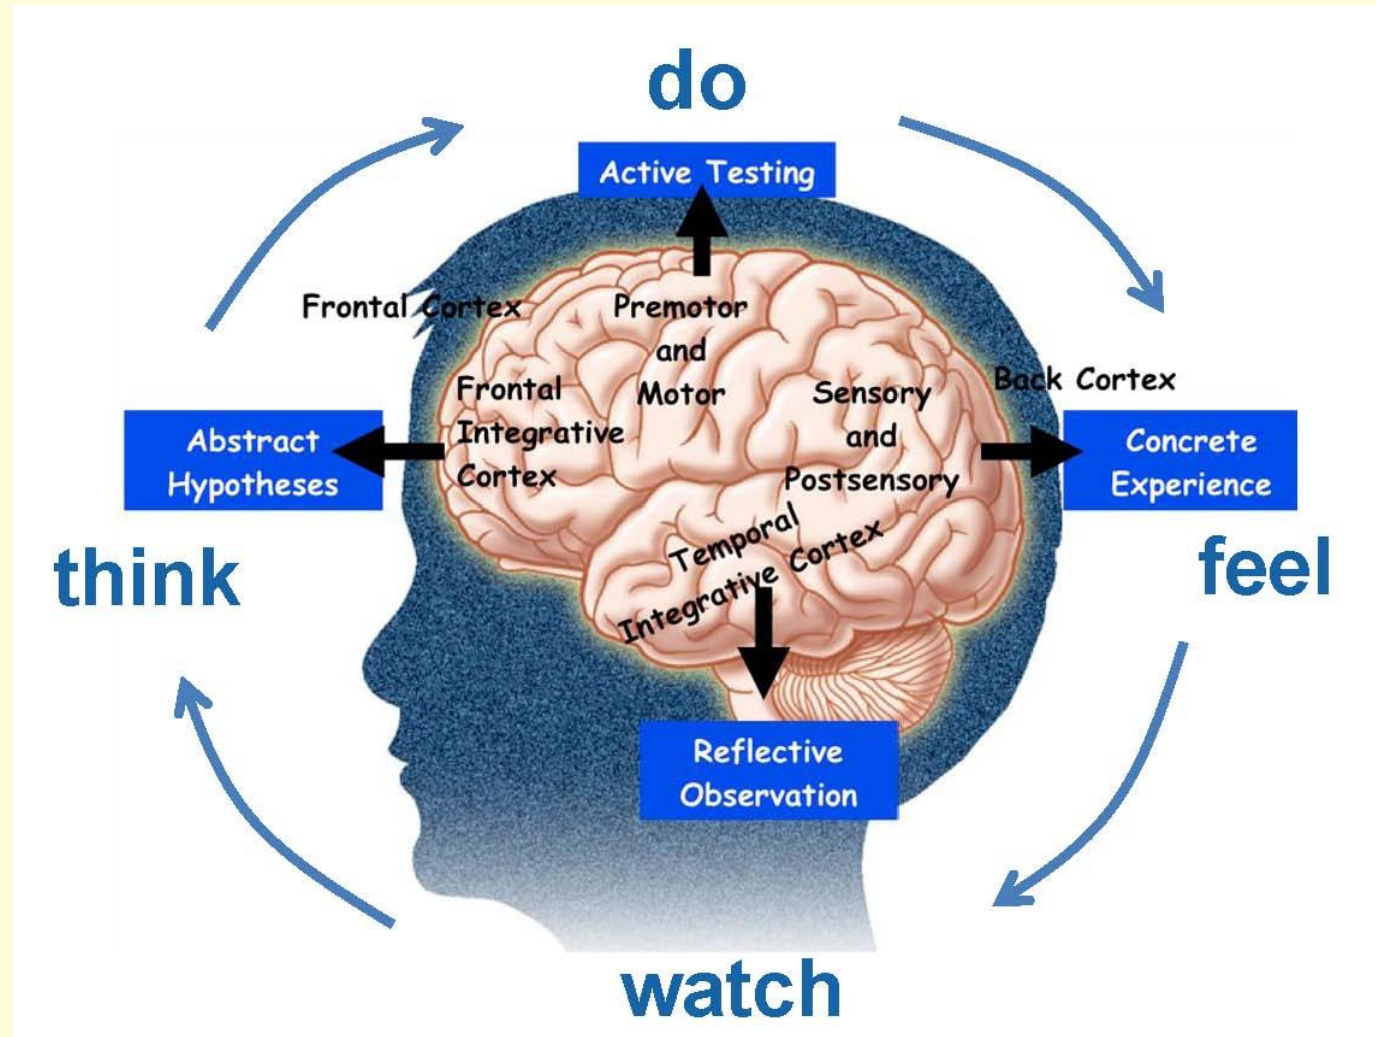 do
Active Testing
Frontal Cortex
Premotor
and
Motor
Frontal
Integrative
Cortex
Sensory
and
Postsensory
Back Cortex
Abstract
Hypotheses
Concrete
Experience
Temporal
Integrative Cortex
think
feel
Reflective
Observation
watch